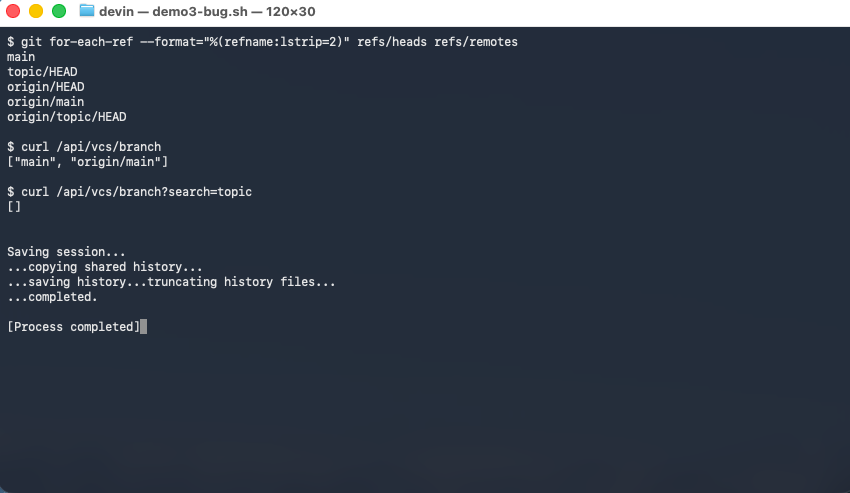 devin — demo3-bug.sh — 120×30
$ git for-each-ref --format="%(refname:lstrip=2)" refs/heads refs/remotes
main
topic/HEAD
origin/HEAD
origin/main
origin/topic/HEAD
$ curl /api/vcs/branch
["main", "origin/main"]
$ curl /api/vcs/branch?search=topic
[]
Saving session...
...copying shared history...
...saving history...truncating history files...
...completed.
[Process completed]